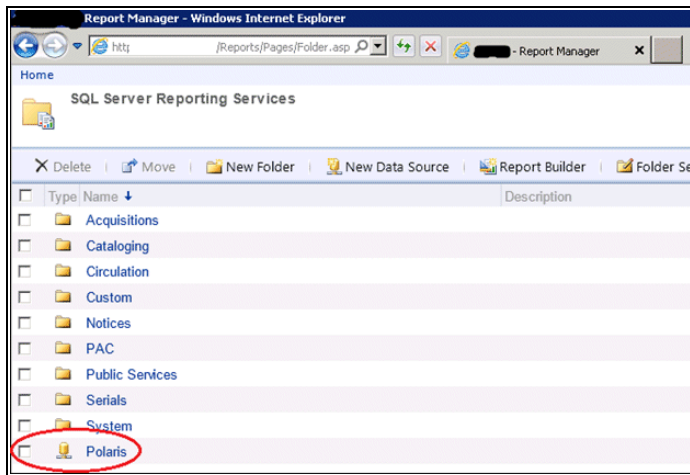 Report Manager - Windows Internet Explorer
/Reports/Pages/Folder.asp
- Report Manager
Home
SQL Server Reporting Services
Delete Move New Folder New Data Source Report Builder Folder Se
Type Name Description
Acquisitions
Cataloging
Circulation
Custom
Notices
PAC
Public Services
Serials
System
Polaris